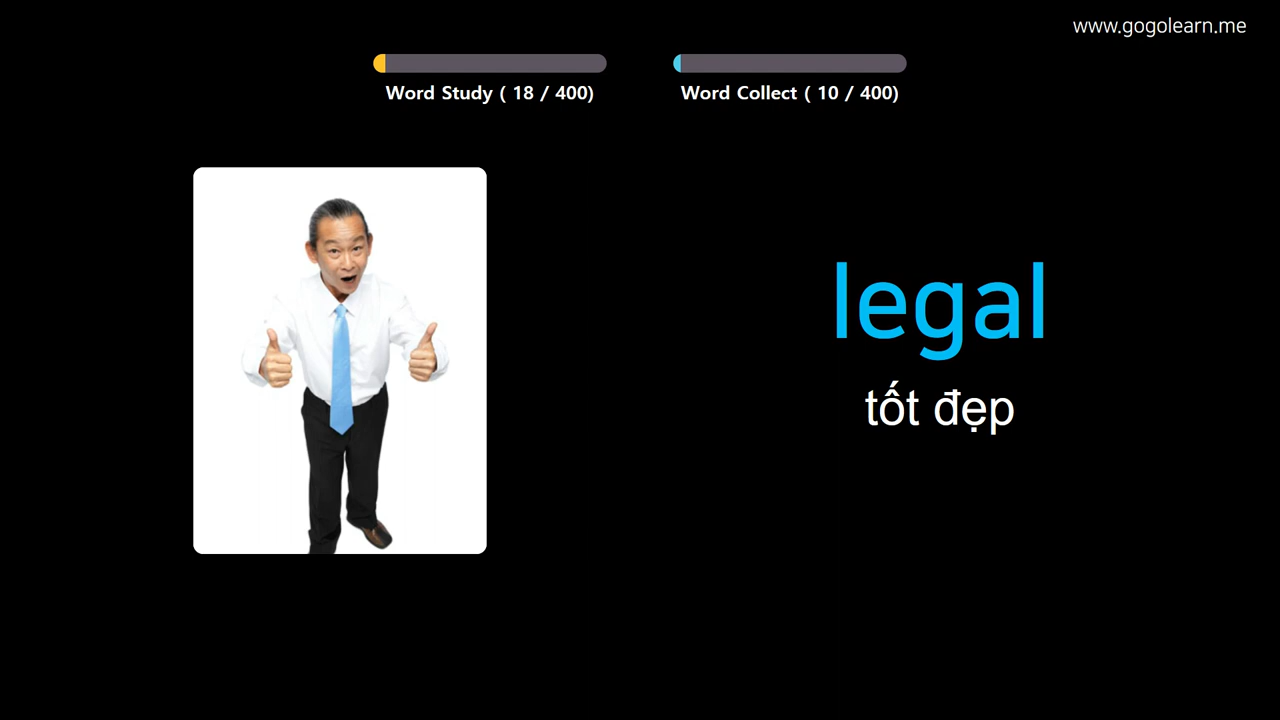 www.gogolearn.me
Word Study ( 18 / 400)
Word Collect ( 10 / 400)
legal
tốt đẹp